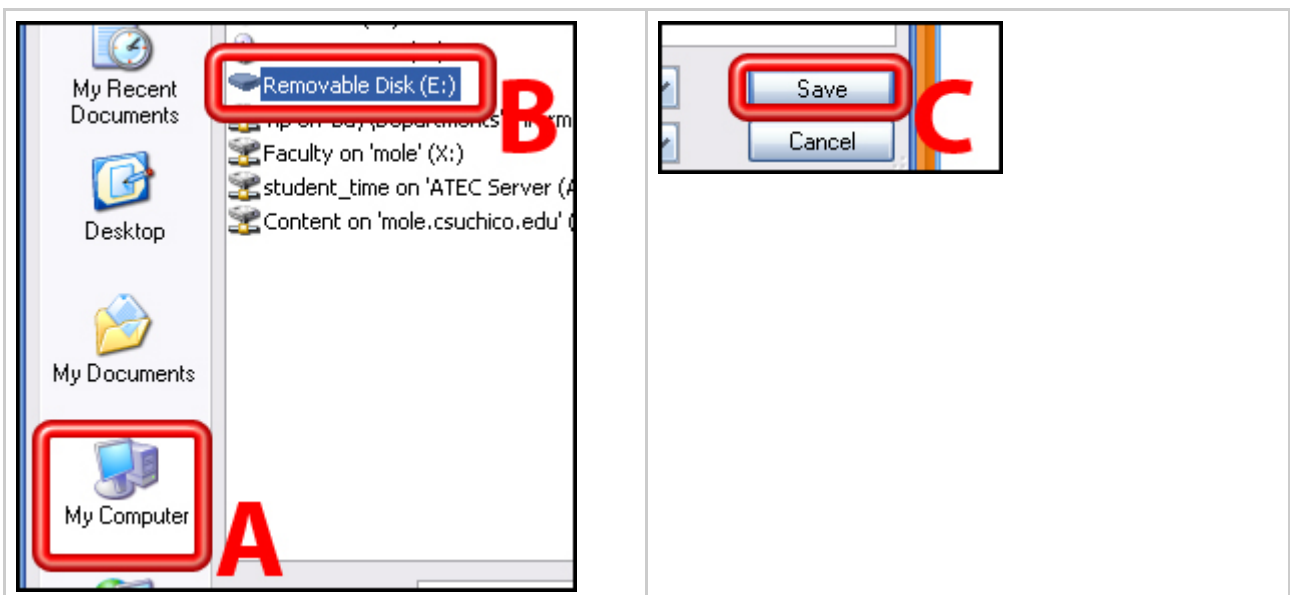 My Recent
Documents
Desktop
My Documents
My Computer
A
Removable Disk (E:)
B
Faculty on 'mole' (X:)
student_time on 'ATEC Server (
Content on 'mole.csuchico.edu' (
Save
Cancel
C